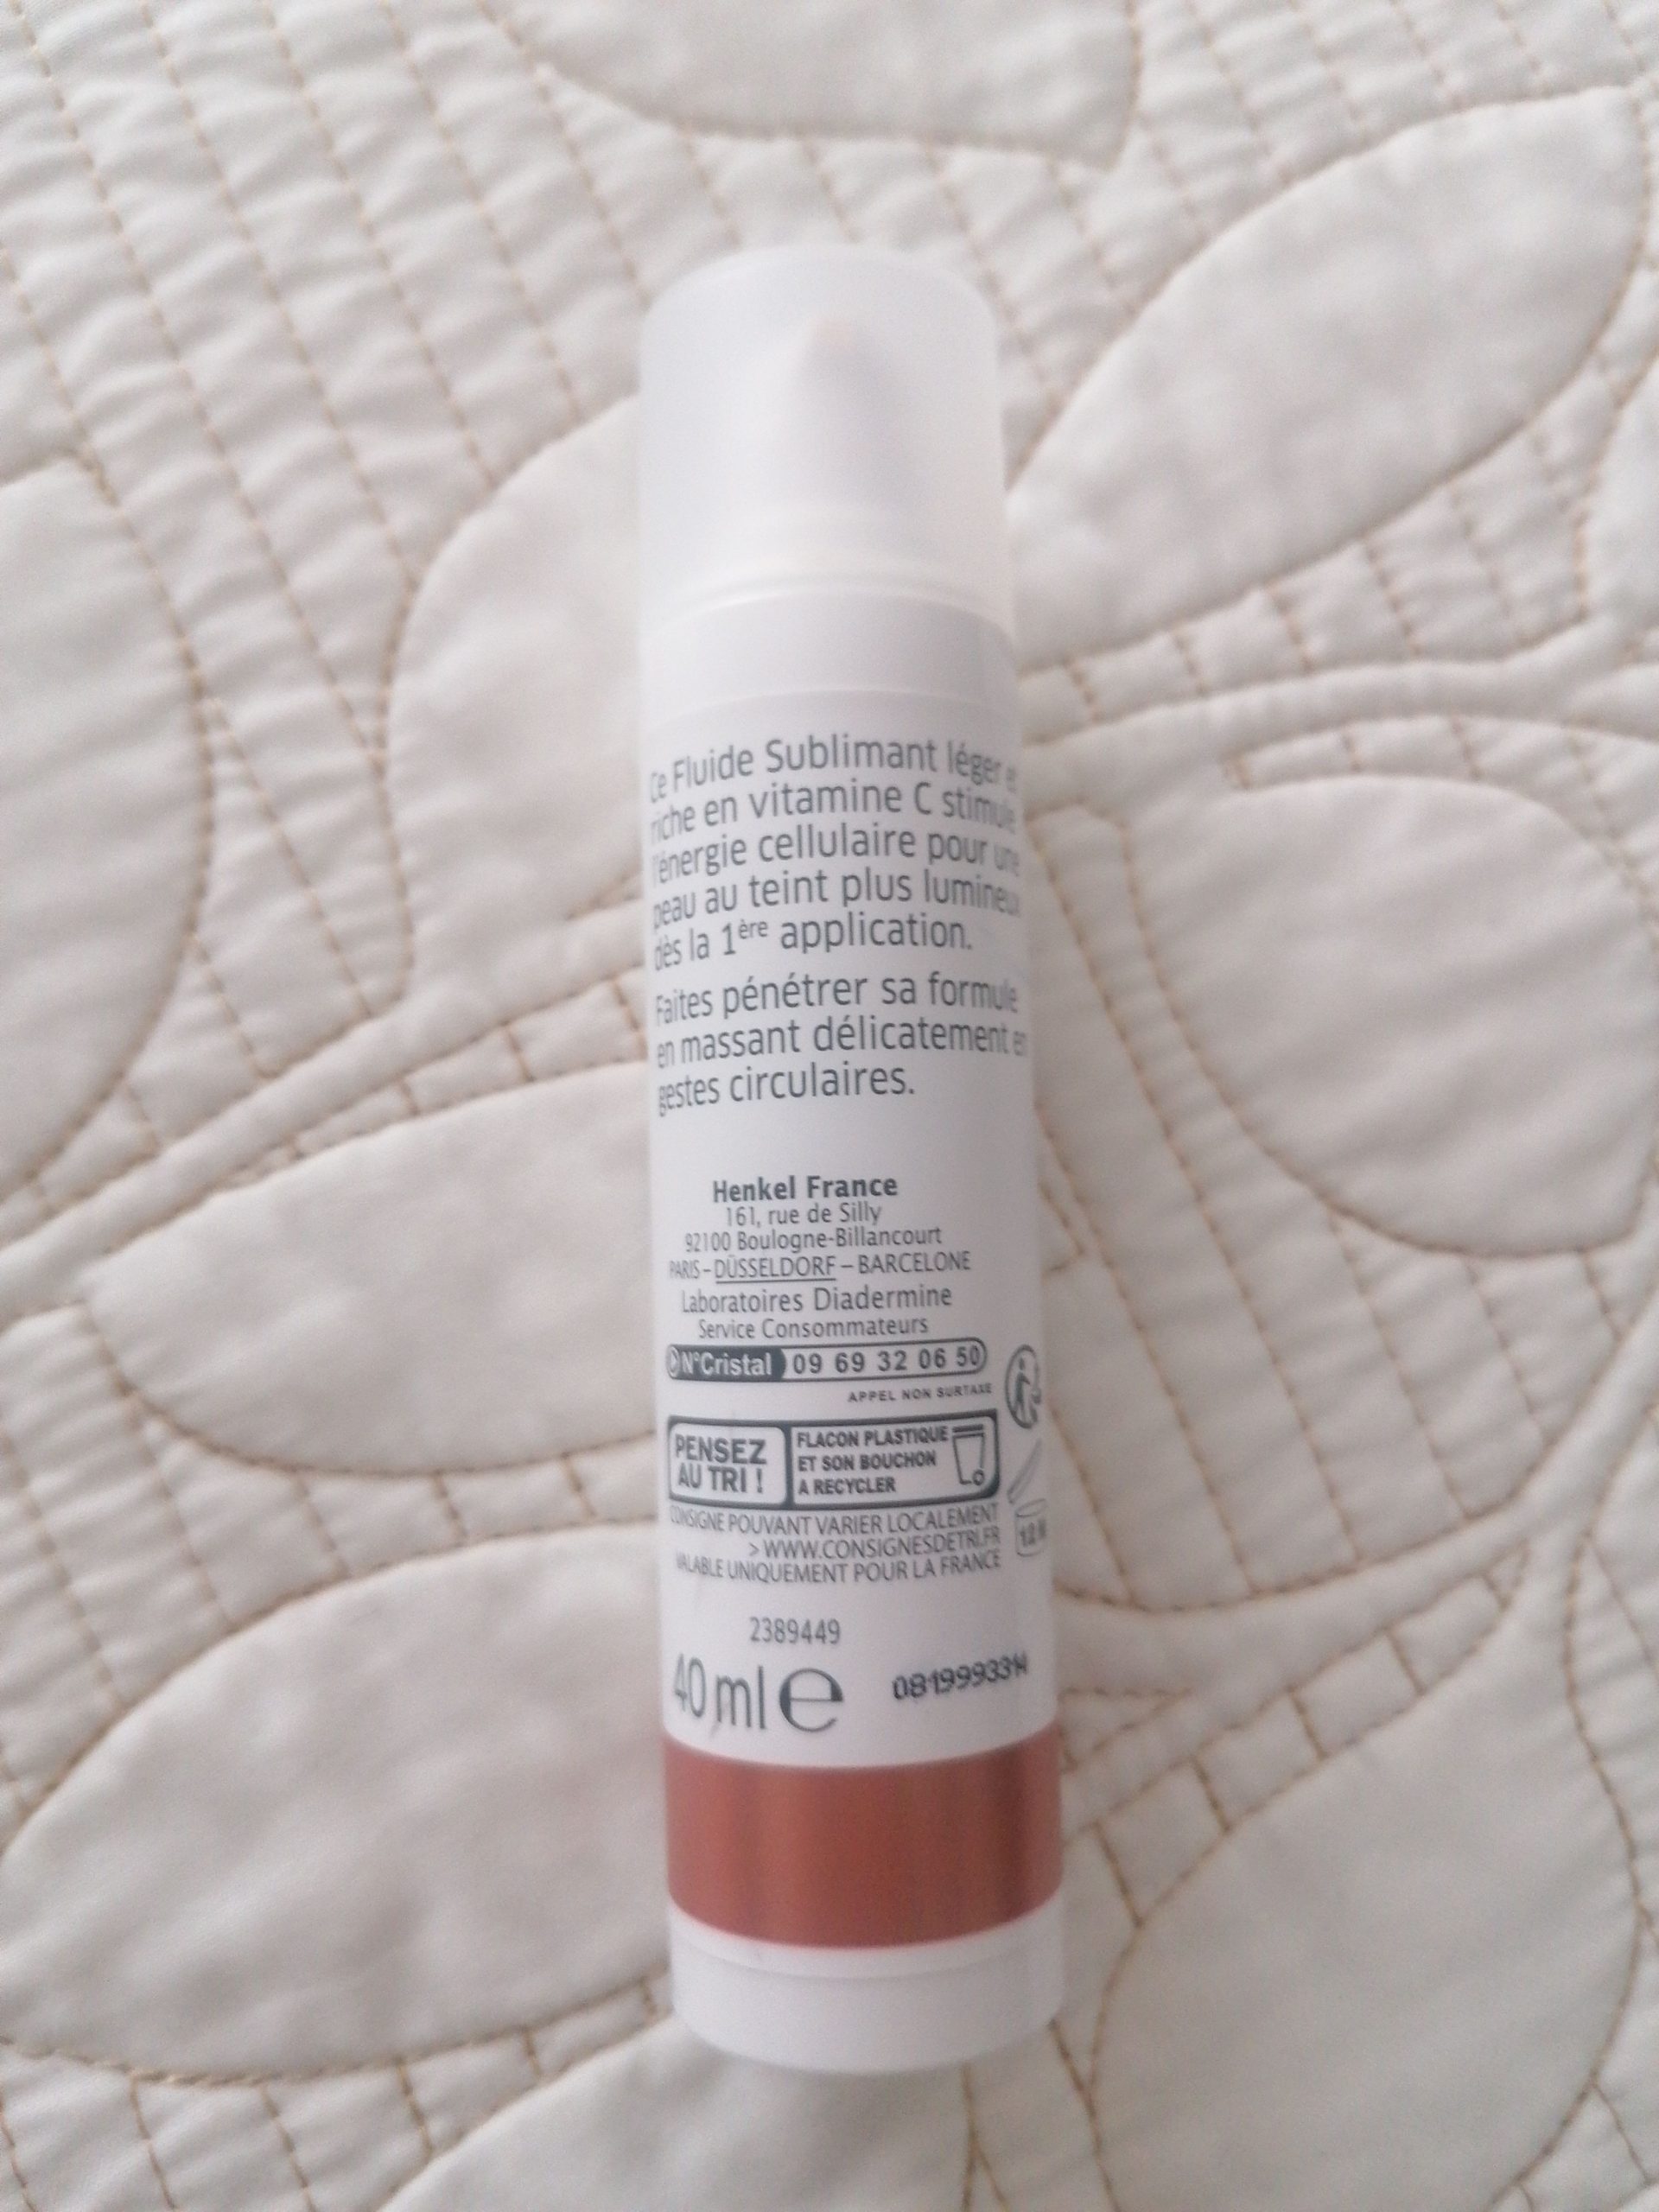 Ce Fluide Sublimant léger et
riche en vitamine C stimule
l'énergie cellulaire pour une
peau au teint plus lumineux
dès la 1ère application.
Faites pénétrer sa formule
en massant délicatement en
gestes circulaires.
Henkel France
161, rue de Silly
92100 Boulogne-Billancourt
PARIS – DÜSSELDORF – BARCELONE
Laboratoires Diadermine
Service Consommateurs
N°Cristal 09 69 32 06 50
APPEL NON SURTAXÉ
PENSEZ
AU TRI !
FLACON PLASTIQUE
ET SON BOUCHON
A RECYCLER
CONSIGNE POUVANT VARIER LOCALEMENT
> WWW.CONSIGNESDETRI.FR
VALABLE UNIQUEMENT POUR LA FRANCE
12 M
2389449
40 ml e